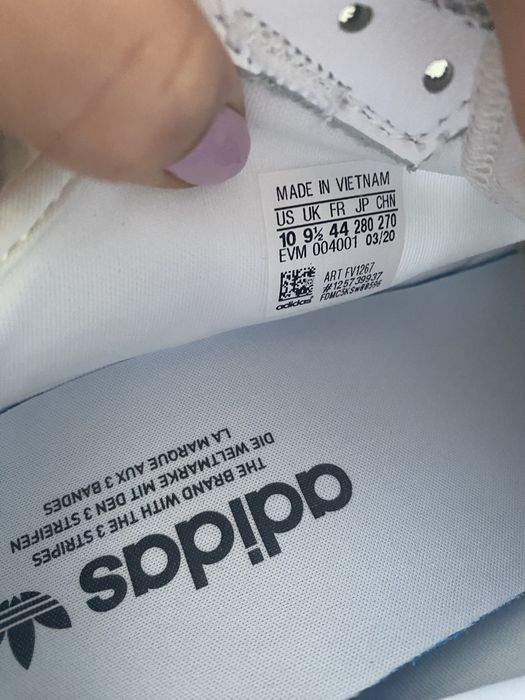 MADE IN VIETNAM
US UK FR JP CHN
10 9½ 44 280 270
EVM 004001 03/20
ART FV1267
#125739937
FDMC5KSW00596
adidas
adidas
THE BRAND WITH THE 3 STRIPES
DIE WELTMARKE MIT DEN 3 STREIFEN
LA MARQUE AUX 3 BANDES